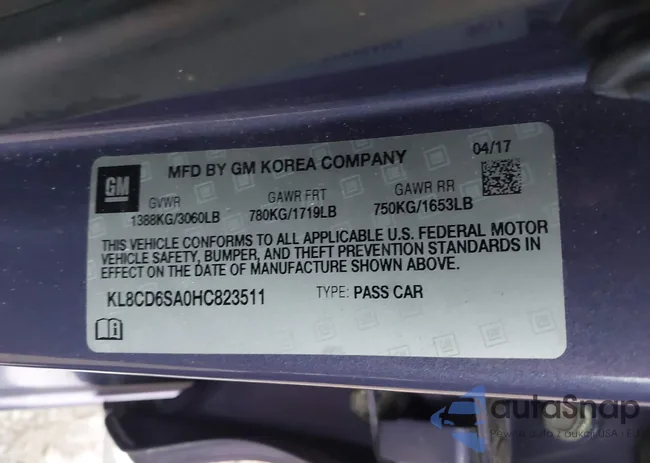 GM
MFD BY GM KOREA COMPANY
04/17
GVWR
1388KG/3060LB
GAWR FRT
780KG/1719LB
GAWR RR
750KG/1653LB
THIS VEHICLE CONFORMS TO ALL APPLICABLE U.S. FEDERAL MOTOR
VEHICLE SAFETY, BUMPER, AND THEFT PREVENTION STANDARDS IN
EFFECT ON THE DATE OF MANUFACTURE SHOWN ABOVE.
KL8CD6SA0HC823511
TYPE: PASS CAR
autaSnap